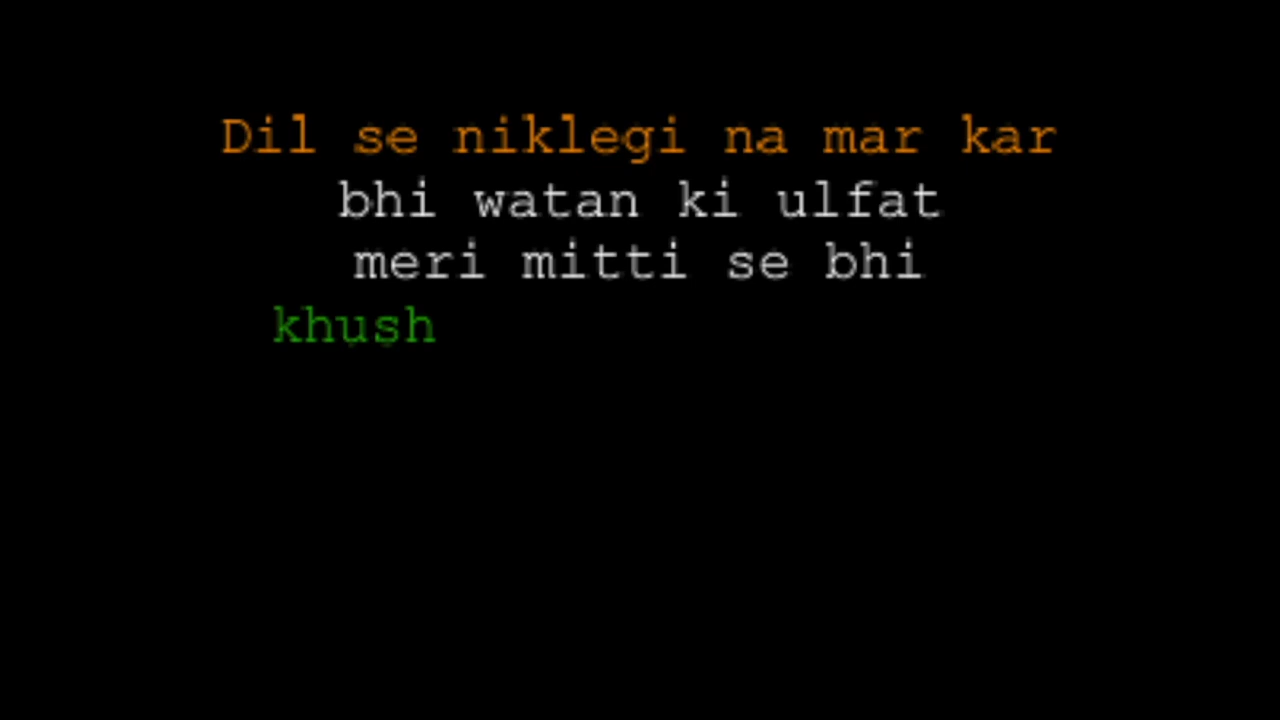 Dil se niklegi na mar kar
bhi watan ki ulfat
meri mitti se bhi
khush